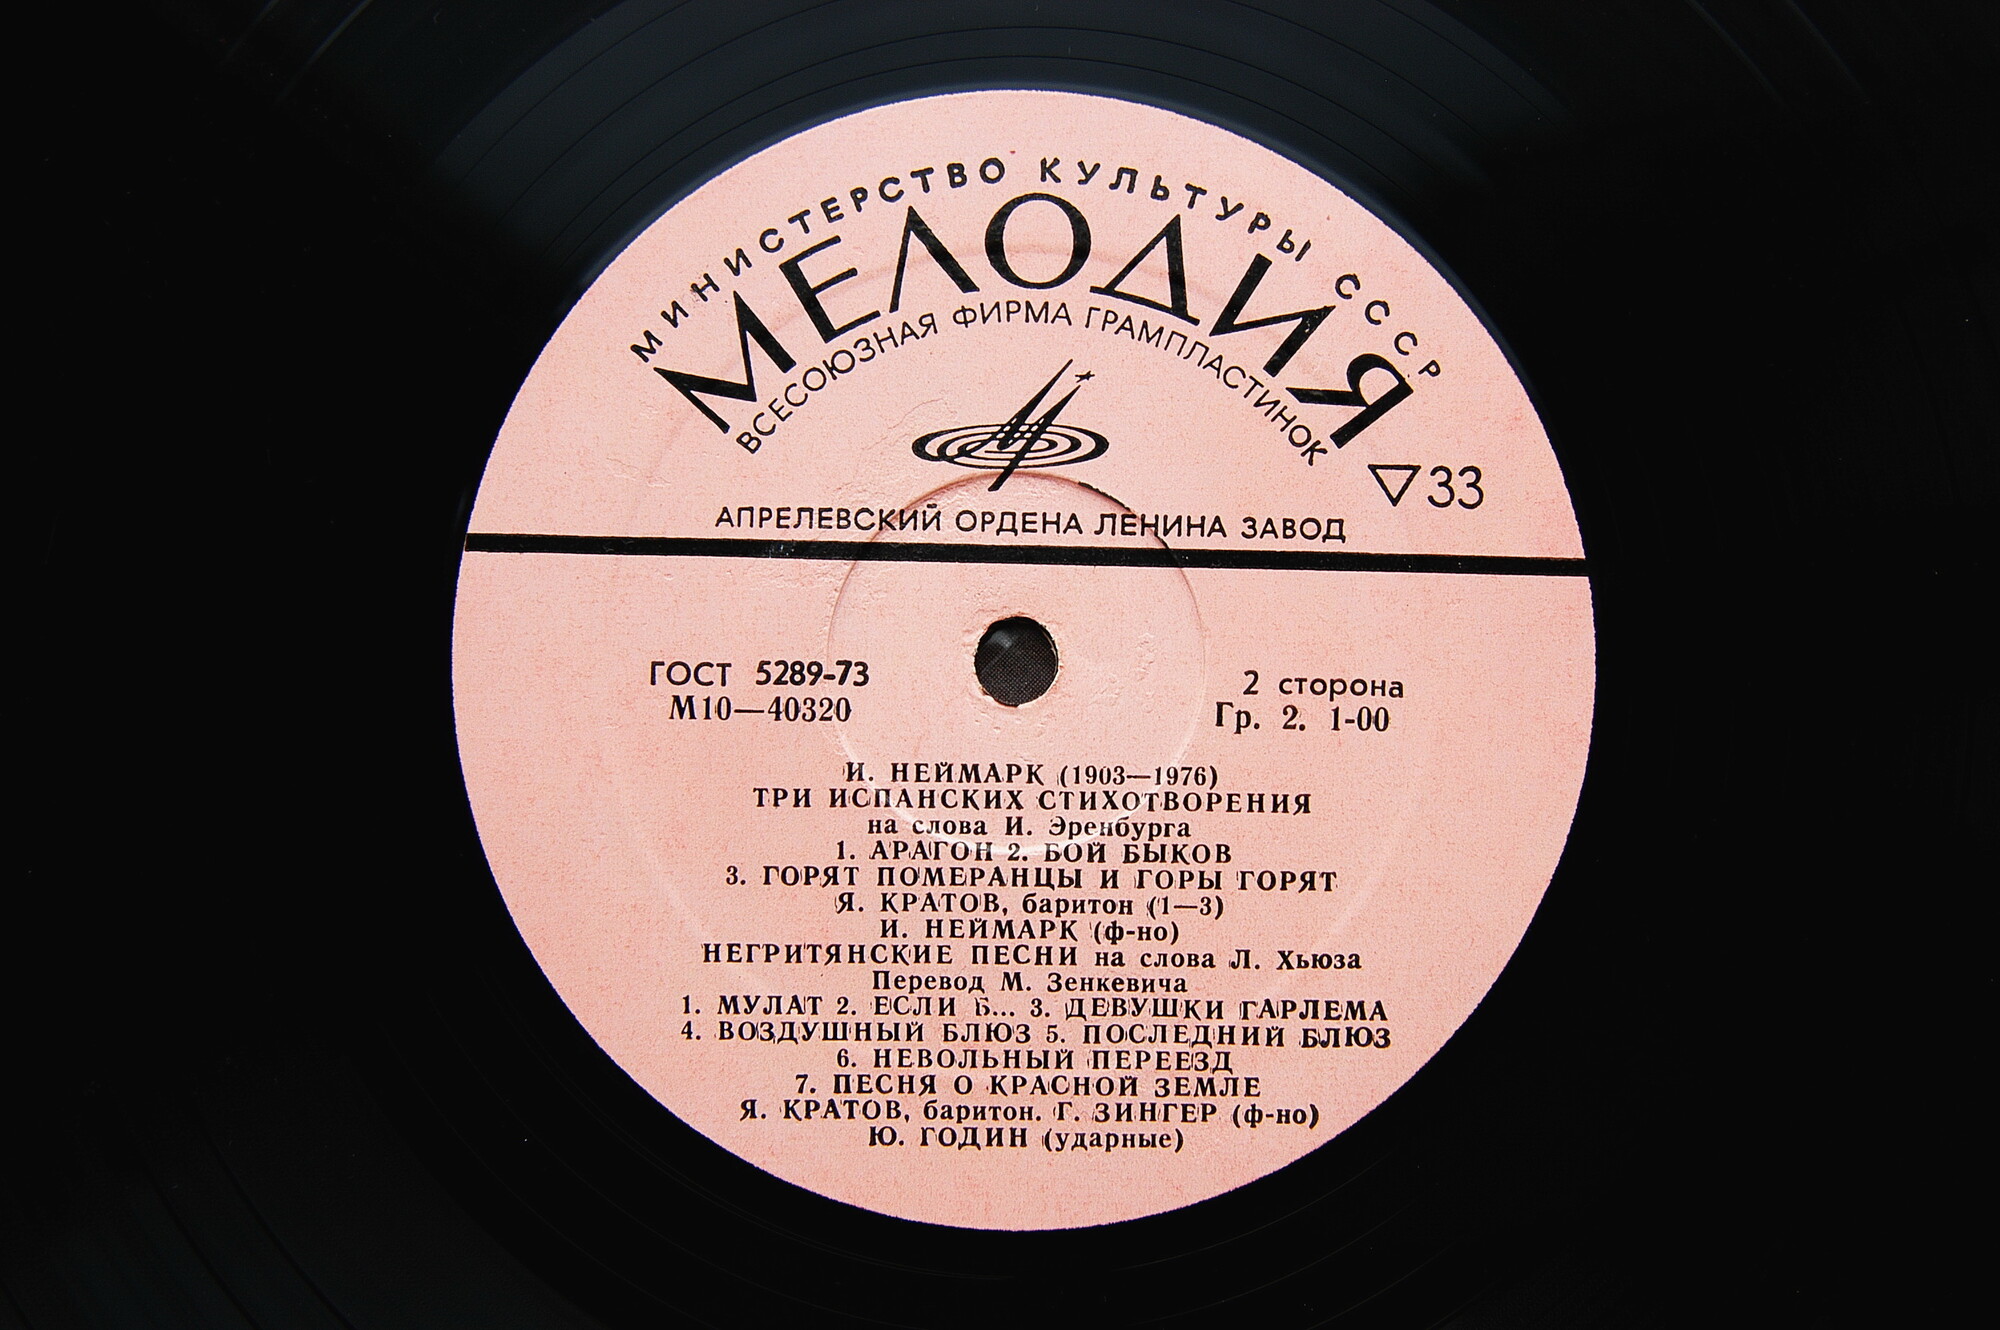 МИНИСТЕРСТВО КУЛЬТУРЫ СССР
МЕЛОДИЯ
ВСЕСОЮЗНАЯ ФИРМА ГРАМПЛАСТИНОК
33
АПРЕЛЕВСКИЙ ОРДЕНА ЛЕНИНА ЗАВОД
ГОСТ 5289-73
М10—40320
2 сторона
Гр. 2. 1-00
И. НЕЙМАРК (1903—1976)
ТРИ ИСПАНСКИХ СТИХОТВОРЕНИЯ
на слова И. Эренбурга
1. АРАГОН 2. БОЙ БЫКОВ
3. ГОРЯТ ПОМЕРАНЦЫ И ГОРЫ ГОРЯТ
Я. КРАТОВ, баритон (1—3)
И. НЕЙМАРК (ф-но)
НЕГРИТЯНСКИЕ ПЕСНИ на слова Л. Хьюза
Перевод М. Зенкевича
1. МУЛАТ 2. ЕСЛИ Б... 3. ДЕВУШКИ ГАРЛЕМА
4. ВОЗДУШНЫЙ БЛЮЗ 5. ПОСЛЕДНИЙ БЛЮЗ
6. НЕВОЛЬНЫЙ ПЕРЕЕЗД
7. ПЕСНЯ О КРАСНОЙ ЗЕМЛЕ
Я. КРАТОВ, баритон. Г. ЗИНГЕР (ф-но)
Ю. ГОДИН (ударные)